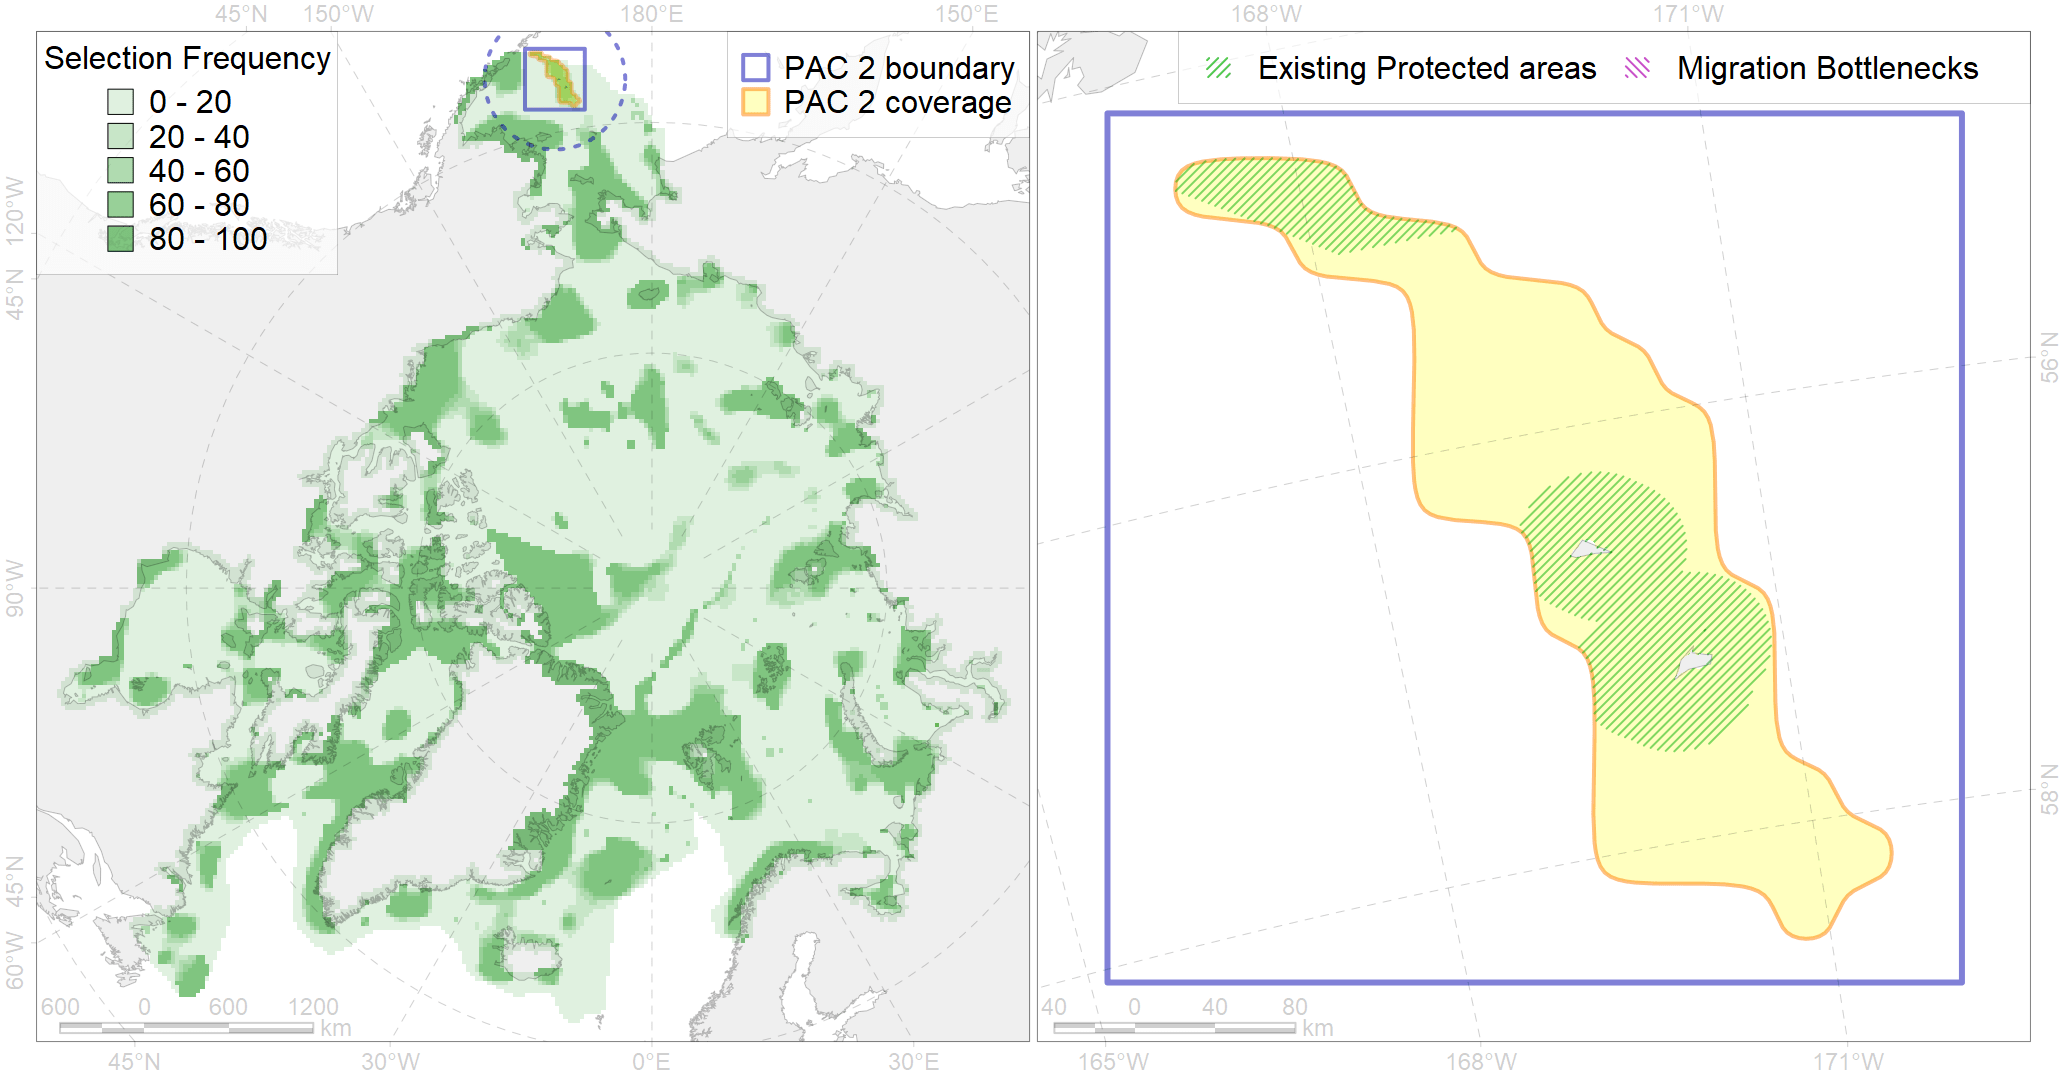 45°N 150°W 180°E 150°E 168°W 171°W
Selection Frequency
0 - 20
20 - 40
40 - 60
60 - 80
80 - 100
PAC 2 boundary
PAC 2 coverage
Existing Protected areas
Migration Bottlenecks
120°W
45°N
90°W
45°N
60°W
56°N
58°N
600 0 600 1200
km
40 0 40 80
km
45°N 30°W 0°E 30°E 165°W 168°W 171°W